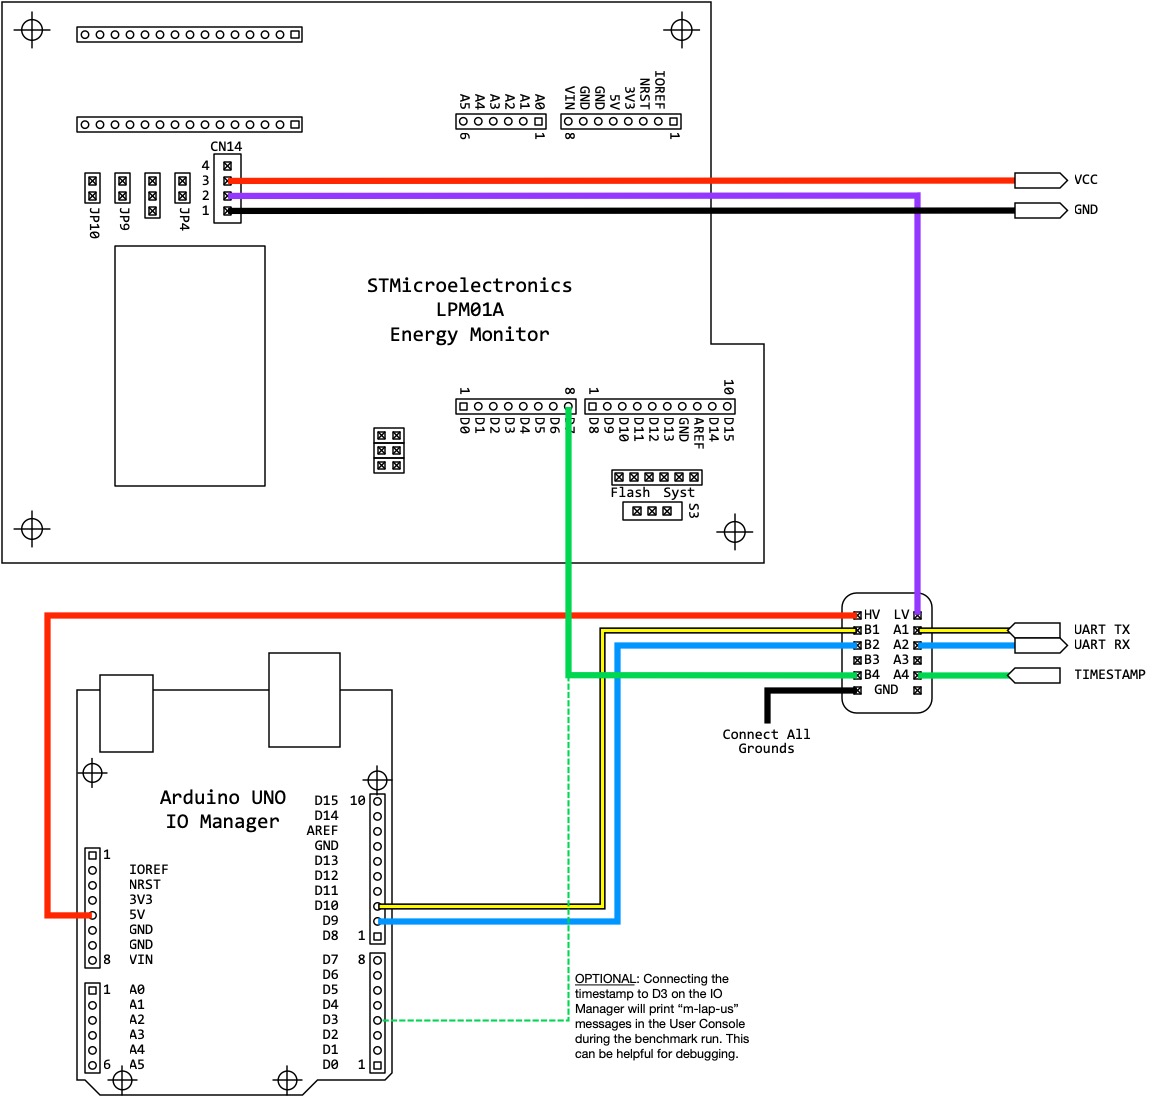 A5 A4 A3 A2 A1 A0
VIN GND GND 5V 3V3 NRST IOREF
6 1 8 1
CN14
4
3
2
1
JP10 JP9 JP4
VCC
GND
STMicroelectronics
LPM01A
Energy Monitor
1 8 1 10
D0 D1 D2 D3 D4 D5 D6 D7 D8 D9 D10 D11 D12 D13 GND AREF D14 D15
Flash Syst
S3
HV LV
B1 A1
B2 A2
B3 A3
B4 A4
GND
UART TX
UART RX
TIMESTAMP
Connect All
Grounds
Arduino UNO
IO Manager
1
IOREF
NRST
3V3
5V
GND
GND
8 VIN
1 A0
A1
A2
A3
A4
6 A5
D15 10
D14
AREF
GND
D13
D12
D11
D10
D9
D8 1
D7 8
D6
D5
D4
D3
D2
D1
D0 1
OPTIONAL: Connecting the
timestamp to D3 on the IO
Manager will print “m-lap-us”
messages in the User Console
during the benchmark run. This
can be helpful for debugging.